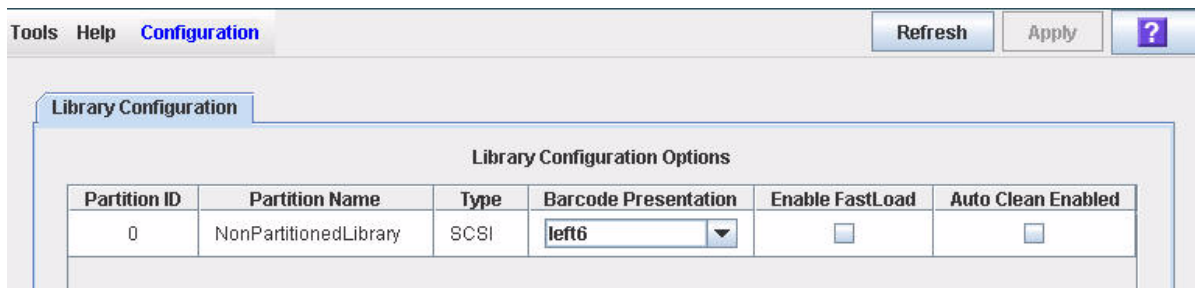 Tools Help Configuration Refresh Apply ?
Library Configuration
Library Configuration Options
Partition ID Partition Name Type Barcode Presentation Enable FastLoad Auto Clean Enabled
0 NonPartitionedLibrary SCSI left6